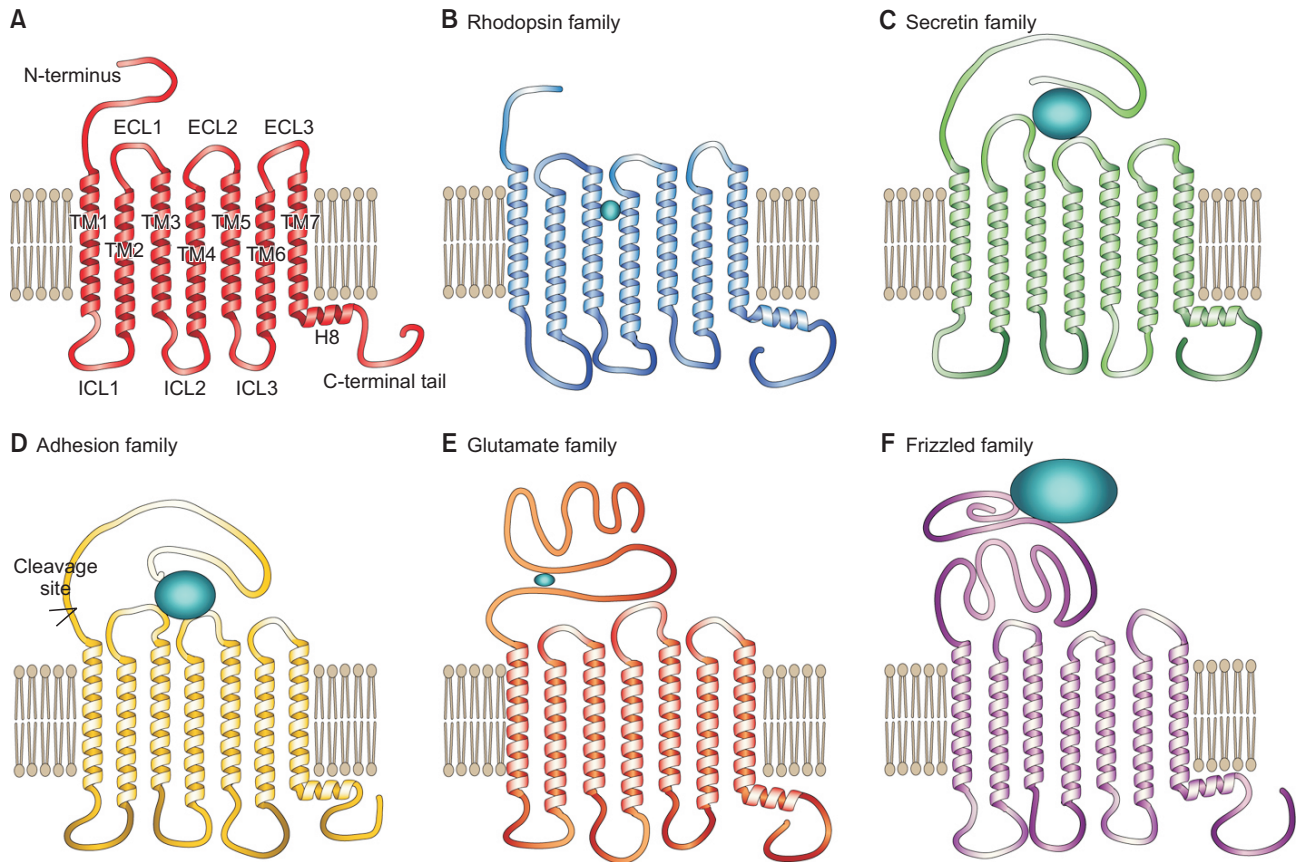 A
N-terminus
ECL1 ECL2 ECL3
TM1 TM3 TM5 TM7
TM2 TM4 TM6
H8
C-terminal tail
ICL1 ICL2 ICL3
B Rhodopsin family
C Secretin family
D Adhesion family
Cleavage
site
E Glutamate family
F Frizzled family